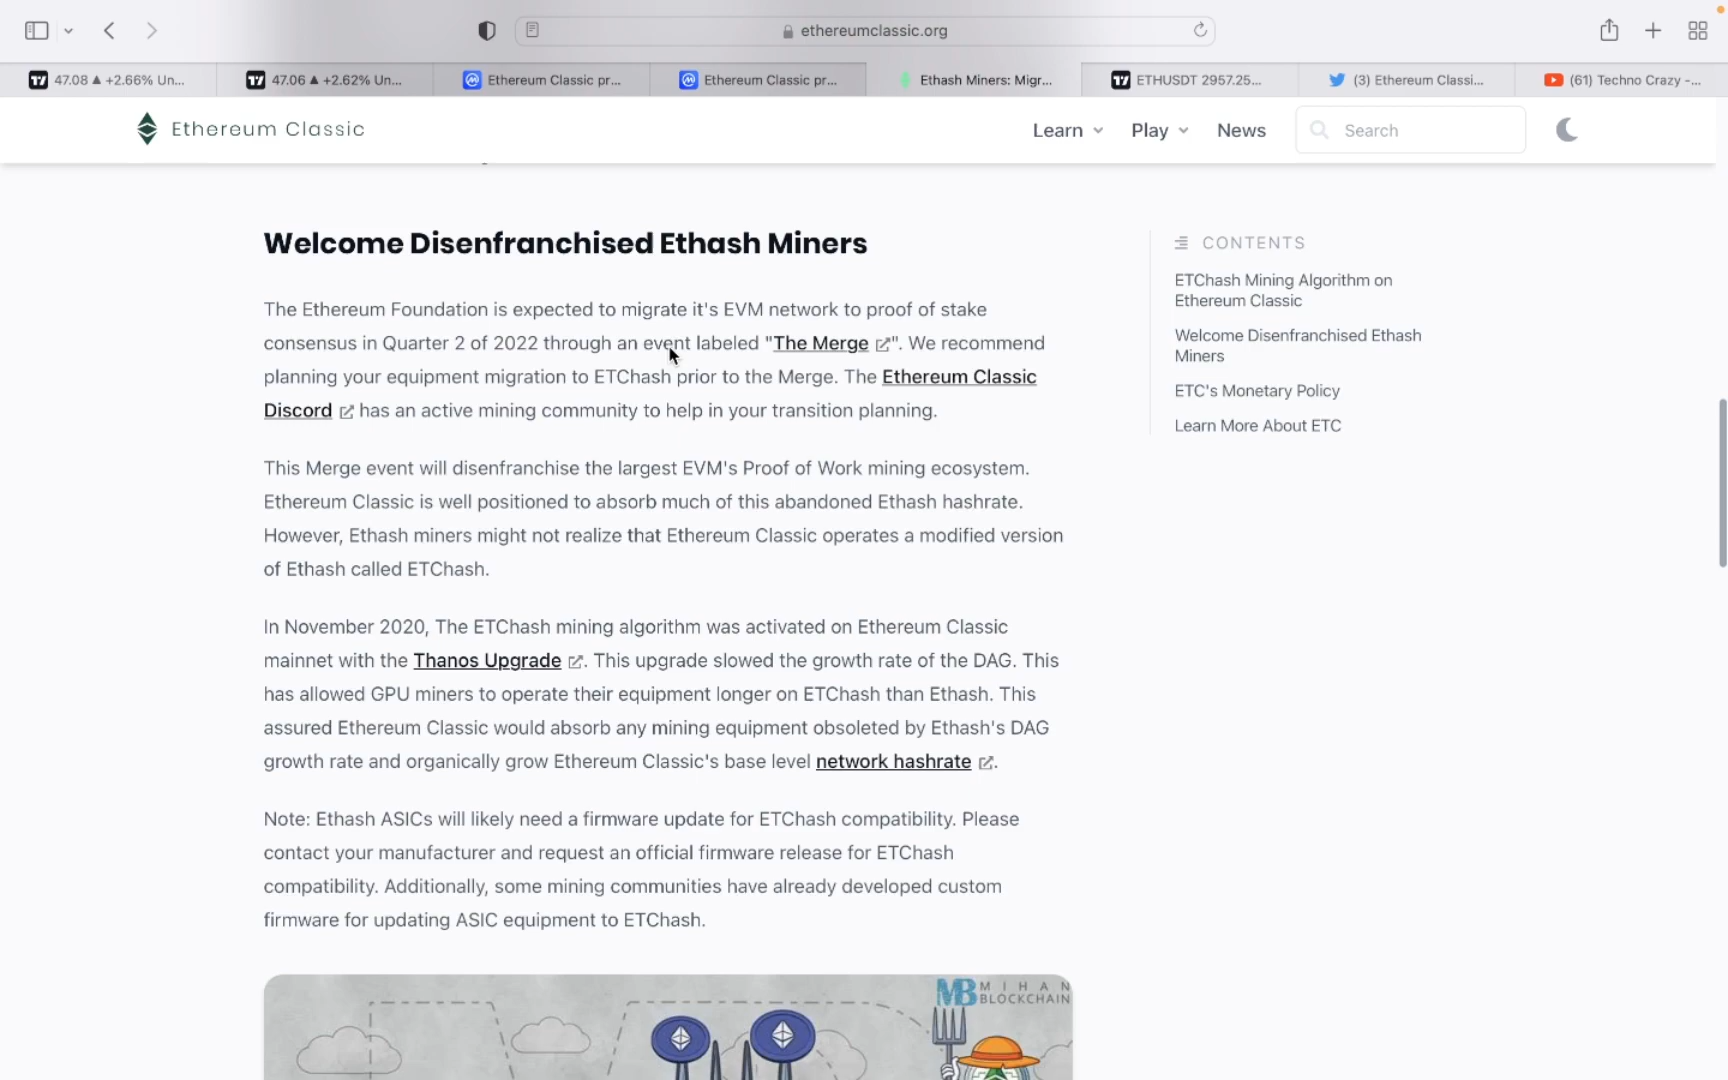 ethereumclassic.org
47.08 ▲ +2.66% Un...
47.06 ▲ +2.62% Un...
Ethereum Classic pr...
Ethereum Classic pr...
Ethash Miners: Migr...
ETHUSDT 2957.25...
(3) Ethereum Classi...
(61) Techno Crazy -...
Ethereum Classic
Learn
Play
News
Search
Welcome Disenfranchised Ethash Miners
The Ethereum Foundation is expected to migrate it's EVM network to proof of stake
consensus in Quarter 2 of 2022 through an event labeled "The Merge". We recommend
planning your equipment migration to ETChash prior to the Merge. The Ethereum Classic
Discord has an active mining community to help in your transition planning.
This Merge event will disenfranchise the largest EVM's Proof of Work mining ecosystem.
Ethereum Classic is well positioned to absorb much of this abandoned Ethash hashrate.
However, Ethash miners might not realize that Ethereum Classic operates a modified version
of Ethash called ETChash.
In November 2020, The ETChash mining algorithm was activated on Ethereum Classic
mainnet with the Thanos Upgrade. This upgrade slowed the growth rate of the DAG. This
has allowed GPU miners to operate their equipment longer on ETChash than Ethash. This
assured Ethereum Classic would absorb any mining equipment obsoleted by Ethash's DAG
growth rate and organically grow Ethereum Classic's base level network hashrate.
Note: Ethash ASICs will likely need a firmware update for ETChash compatibility. Please
contact your manufacturer and request an official firmware release for ETChash
compatibility. Additionally, some mining communities have already developed custom
firmware for updating ASIC equipment to ETChash.
CONTENTS
ETChash Mining Algorithm on
Ethereum Classic
Welcome Disenfranchised Ethash
Miners
ETC's Monetary Policy
Learn More About ETC
MB MIHAN
BLOCKCHAIN